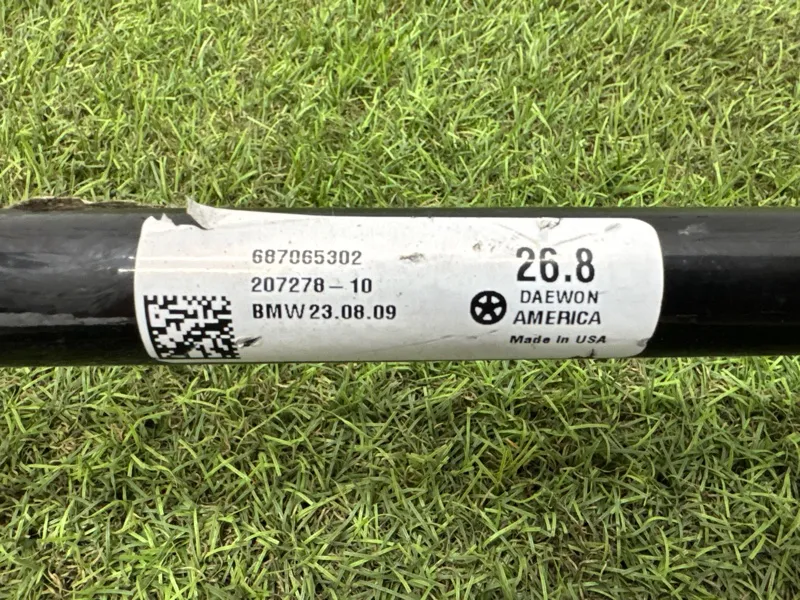 687065302
207278-10
BMW23.08.09
26.8
DAEWON
AMERICA
Made In USA